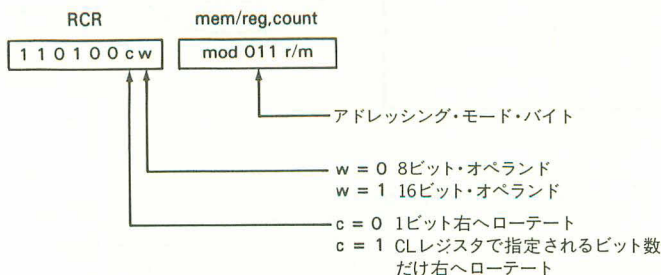 RCR mem/reg,count
1 1 0 1 0 0 c w mod 011 r/m
アドレッシング・モード・バイト
w = 0 8ビット・オペランド
w = 1 16ビット・オペランド
c = 0 1ビット右へローテート
c = 1 CLレジスタで指定されるビット数
だけ右へローテート